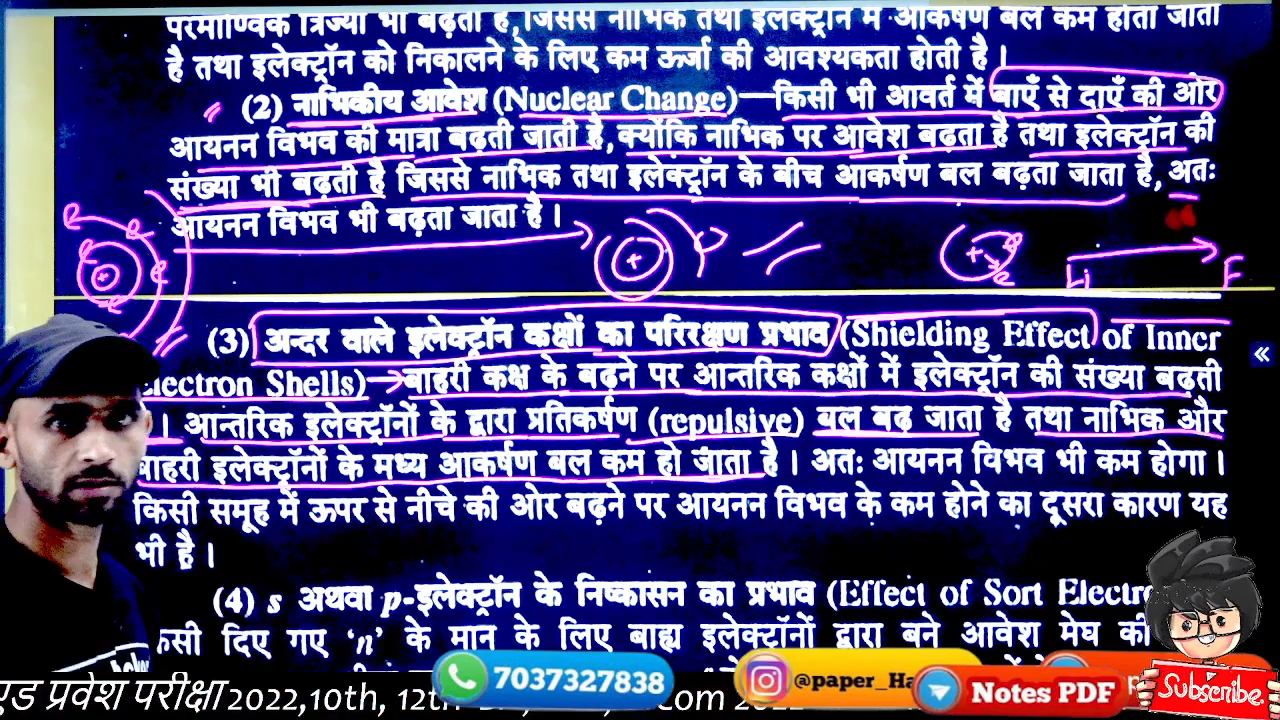 परमाण्विक त्रिज्या भी बढ़ती है, जिससे नाभिक तथा इलेक्ट्रॉन में आकर्षण बल कम होता जाता
है तथा इलेक्ट्रॉन को निकालने के लिए कम ऊर्जा की आवश्यकता होती है।
(2) नाभिकीय आवेश (Nuclear Change)—किसी भी आवर्त में बाएँ से दाएँ की ओर
आयनन विभव की मात्रा बढ़ती जाती है, क्योंकि नाभिक पर आवेश बढ़ता है तथा इलेक्ट्रॉन की
संख्या भी बढ़ती है जिससे नाभिक तथा इलेक्ट्रॉन के बीच आकर्षण बल बढ़ता जाता है, अतः
आयनन विभव भी बढ़ता जाता है।
Li F
(3) अन्दर वाले इलेक्ट्रॉन कक्षों का परिरक्षण प्रभाव (Shielding Effect of Inner
Electron Shells)—बाहरी कक्ष के बढ़ने पर आन्तरिक कक्षों में इलेक्ट्रॉन की संख्या बढ़ती
। आन्तरिक इलेक्ट्रॉनों के द्वारा प्रतिकर्षण (repulsive) बल बढ़ जाता है तथा नाभिक और
बाहरी इलेक्ट्रॉनों के मध्य आकर्षण बल कम हो जाता है। अतः आयनन विभव भी कम होगा।
किसी समूह में ऊपर से नीचे की ओर बढ़ने पर आयनन विभव के कम होने का दूसरा कारण यह
भी है।
(4) s अथवा p-इलेक्ट्रॉन के निष्कासन का प्रभाव (Effect of Sort Electro
किसी दिए गए ‘n’ के मान के लिए बाह्य इलेक्ट्रॉनों द्वारा बने आवेश मेघ की
एड प्रवेश परीक्षा 2022,10th, 12t
7037327838
@paper_Ha
Notes PDF
Subscribe